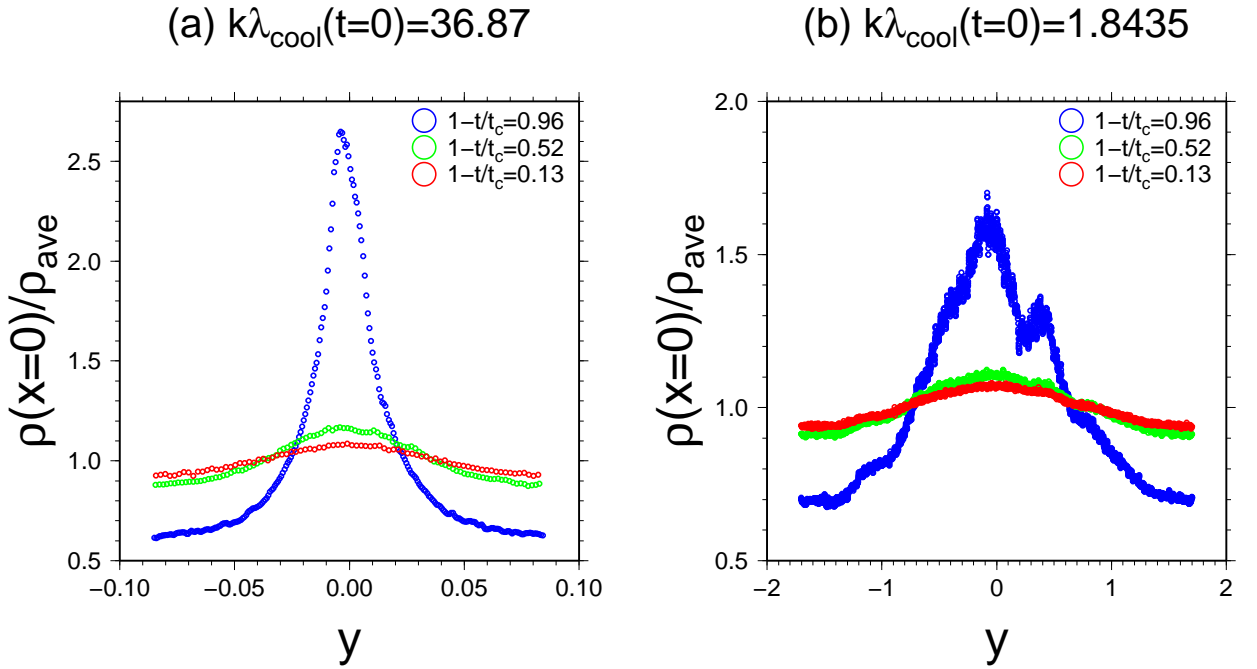 (a) kλcool(t=0)=36.87
1−t/tc=0.96
1−t/tc=0.52
1−t/tc=0.13
2.5
2.0
1.5
1.0
0.5
ρ(x=0)/ρave
−0.10
−0.05
0.00
0.05
0.10
y
(b) kλcool(t=0)=1.8435
1−t/tc=0.96
1−t/tc=0.52
1−t/tc=0.13
2.0
1.5
1.0
0.5
ρ(x=0)/ρave
−2
−1
0
1
2
y